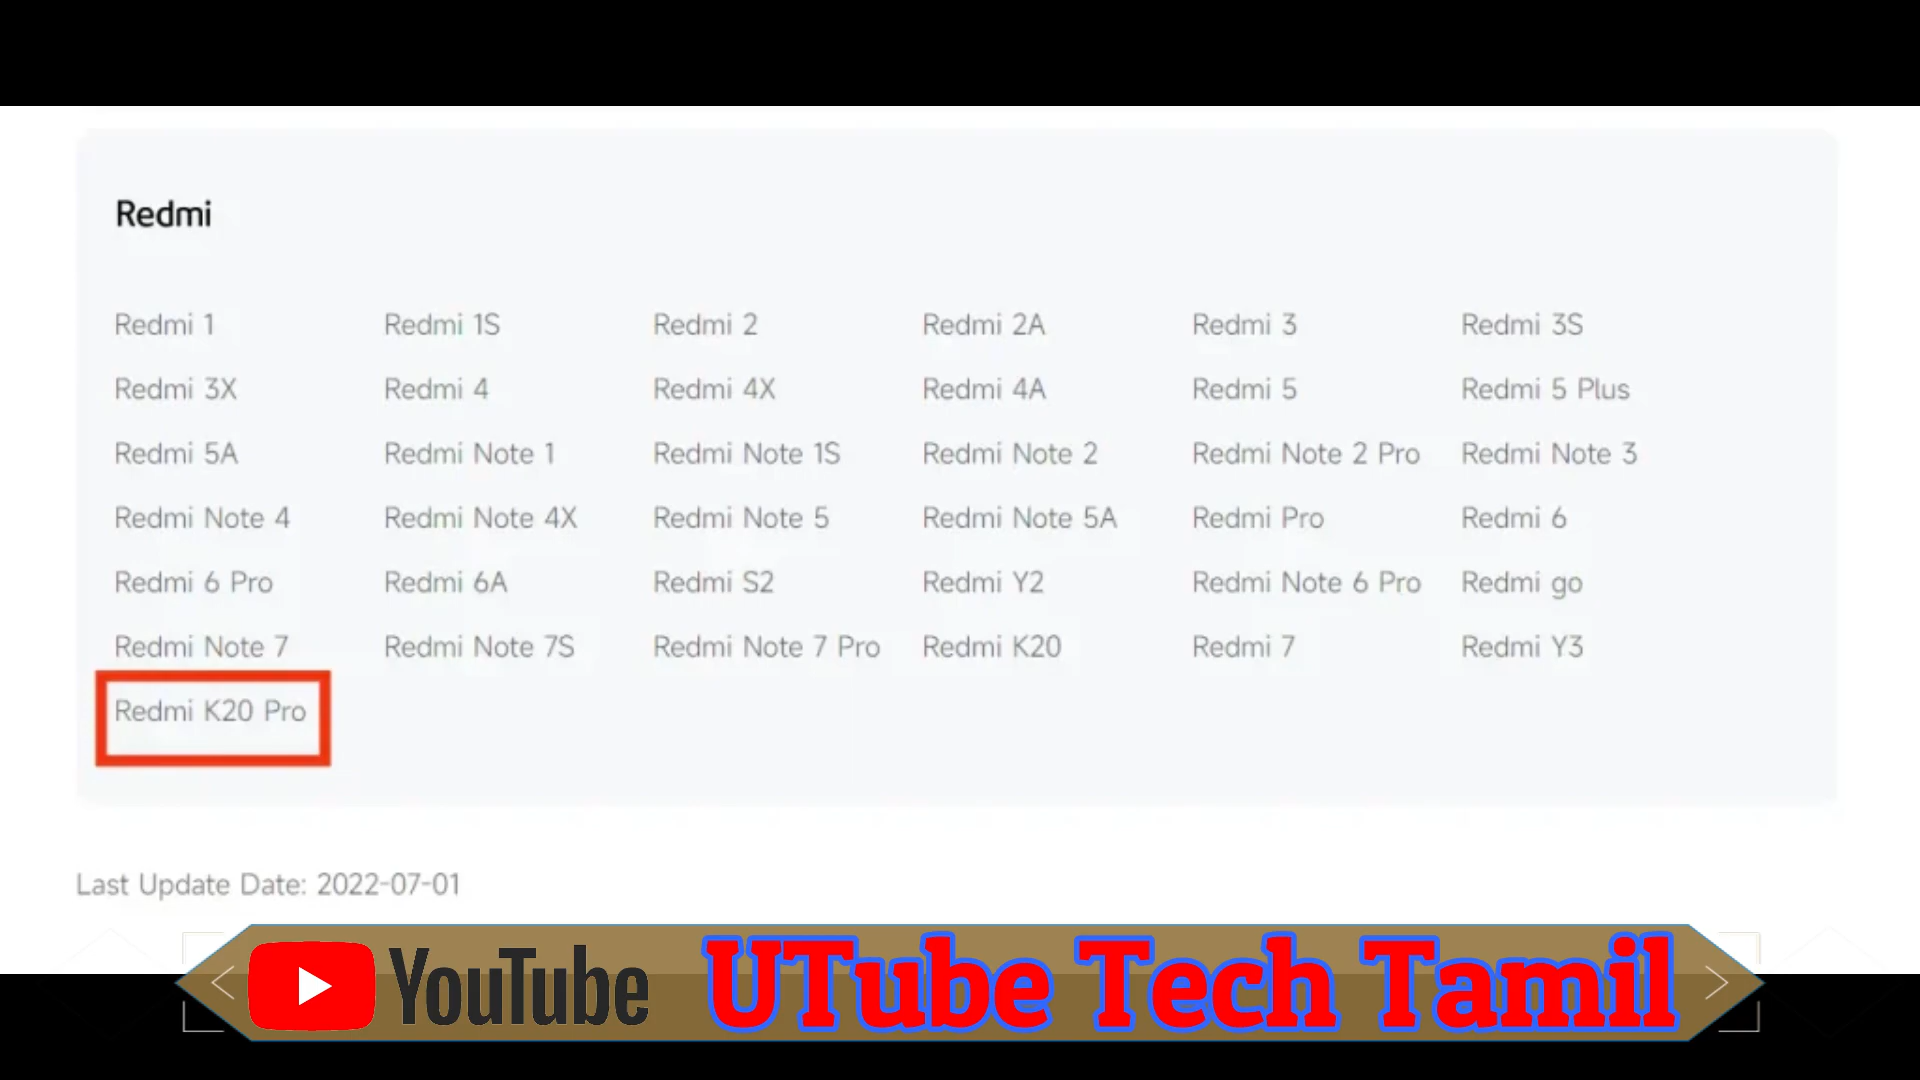 Redmi
Redmi 1 Redmi 1S Redmi 2 Redmi 2A Redmi 3 Redmi 3S
Redmi 3X Redmi 4 Redmi 4X Redmi 4A Redmi 5 Redmi 5 Plus
Redmi 5A Redmi Note 1 Redmi Note 1S Redmi Note 2 Redmi Note 2 Pro Redmi Note 3
Redmi Note 4 Redmi Note 4X Redmi Note 5 Redmi Note 5A Redmi Pro Redmi 6
Redmi 6 Pro Redmi 6A Redmi S2 Redmi Y2 Redmi Note 6 Pro Redmi go
Redmi Note 7 Redmi Note 7S Redmi Note 7 Pro Redmi K20 Redmi 7 Redmi Y3
Redmi K20 Pro
Last Update Date: 2022-07-01
YouTube UTube Tech Tamil